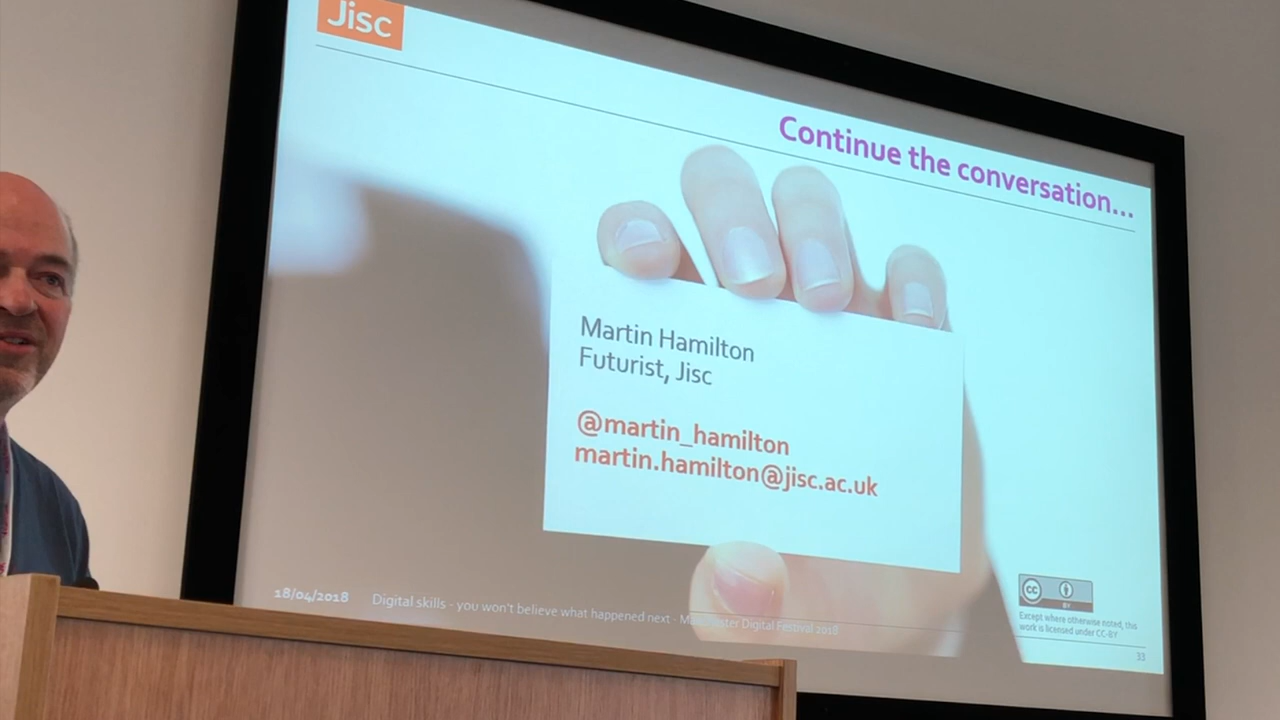 Jisc
Continue the conversation...
Martin Hamilton
Futurist, Jisc
@martin_hamilton
martin.hamilton@jisc.ac.uk
18/04/2018
Digital skills - you won't believe what happened next - Manchester Digital Festival 2018
cc
BY
Except where otherwise noted, this
work is licensed under CC-BY
33